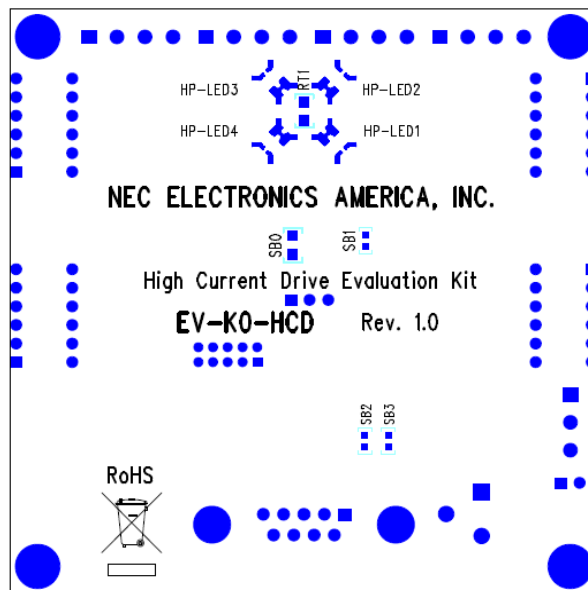 RT1
HP-LED3
HP-LED2
HP-LED4
HP-LED1
NEC ELECTRONICS AMERICA, INC.
SB0
SB1
High Current Drive Evaluation Kit
EV-K0-HCD
Rev. 1.0
SB2
SB3
RoHS